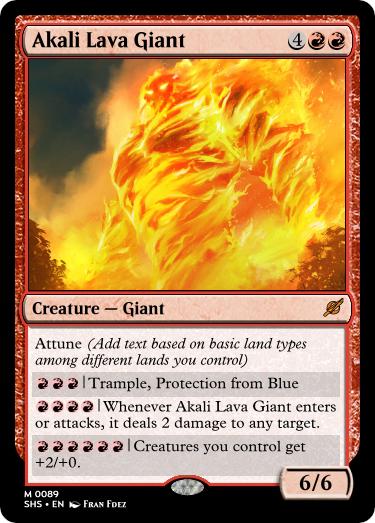 Akali Lava Giant 4
Creature — Giant
Attune (Add text based on basic land types
among different lands you control)
|Trample, Protection from Blue
|Whenever Akali Lava Giant enters
or attacks, it deals 2 damage to any target.
|Creatures you control get
+2/+0.
6/6
M 0089
SHS • EN Fran Fdez